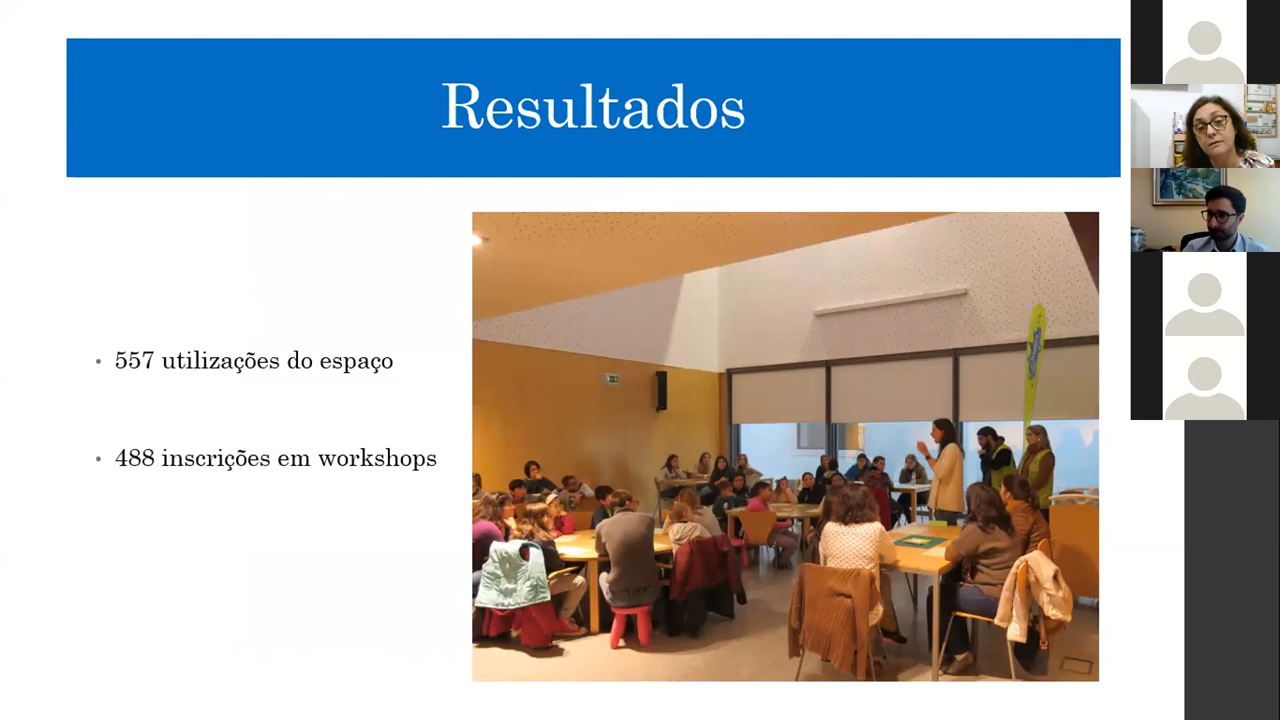 Resultados
• 557 utilizações do espaço
• 488 inscrições em workshops